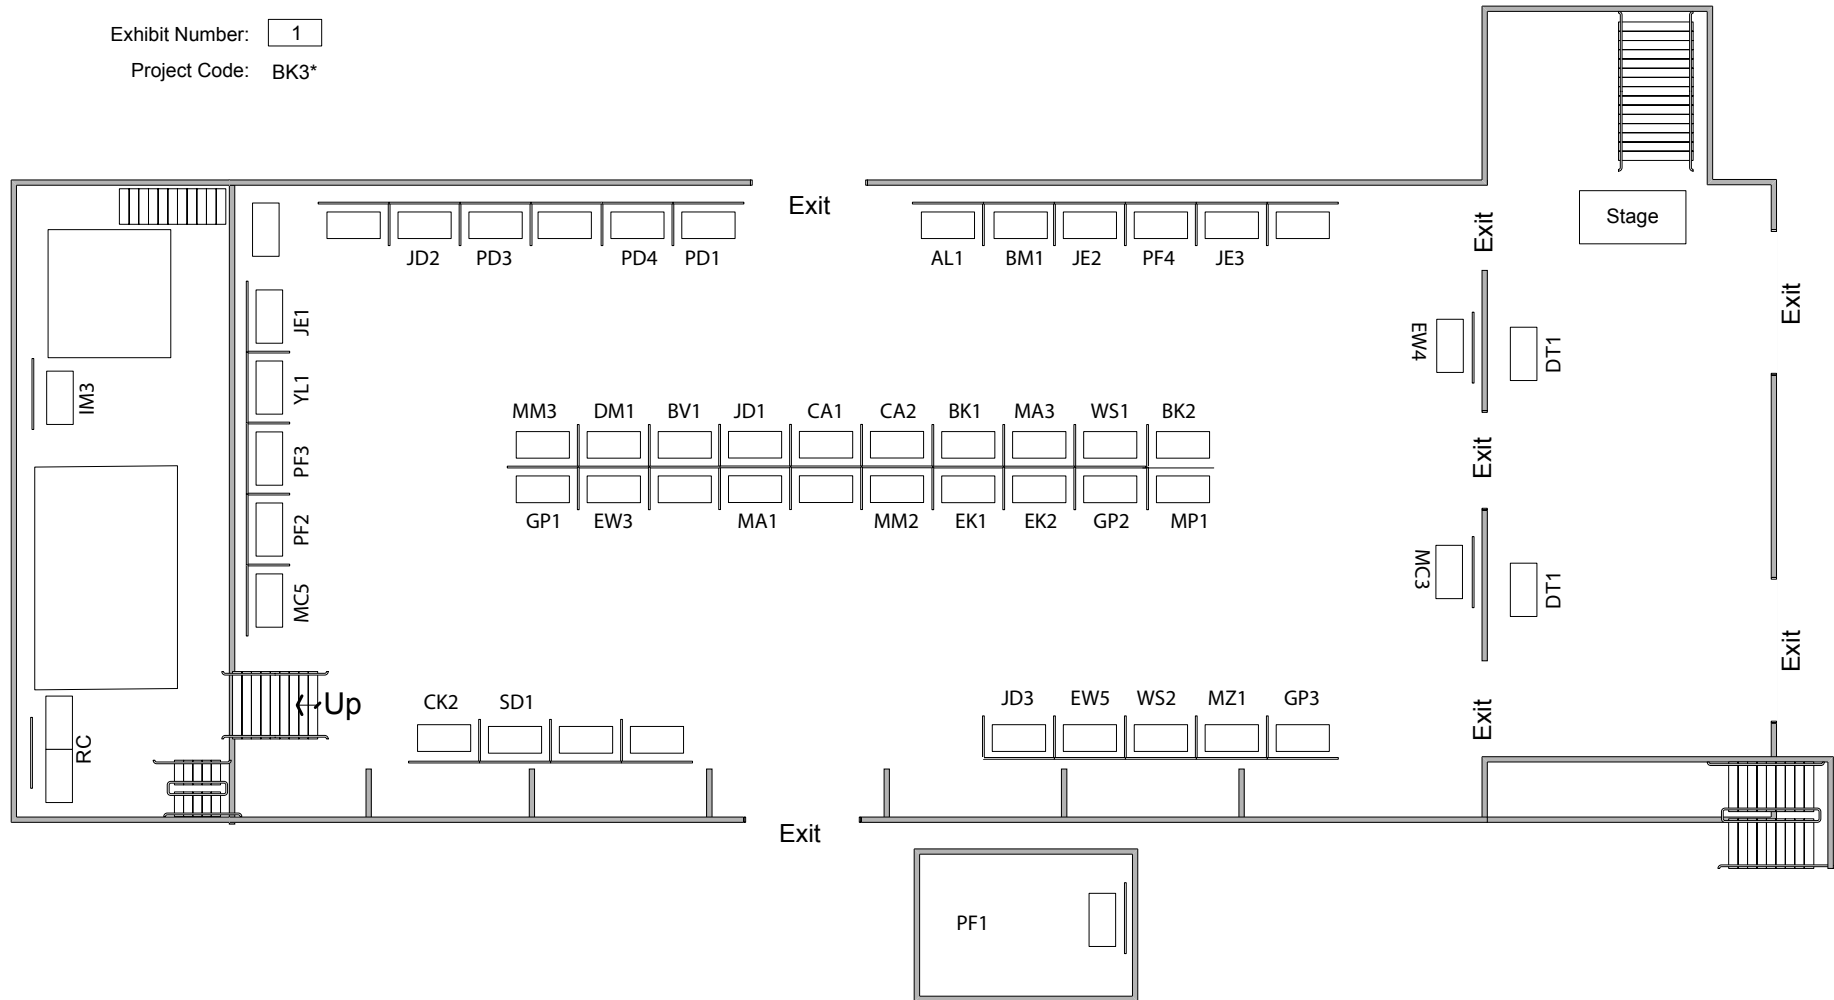 Exhibit Number: 1
Project Code: BK3*
Exit
Stage
JD2 PD3 PD4 PD1
AL1 BM1 JE2 PF4 JE3
Exit
Exit
JE1
YL1
PF3
PF2
MC5
IM3
RC
EW4
DT1
MM3 DM1 BV1 JD1 CA1 CA2 BK1 MA3 WS1 BK2
Exit
GP1 EW3 MA1 MM2 EK1 EK2 GP2 MP1
MC3
DT1
Exit
Exit
Up
CK2 SD1
JD3 EW5 WS2 MZ1 GP3
Exit
PF1